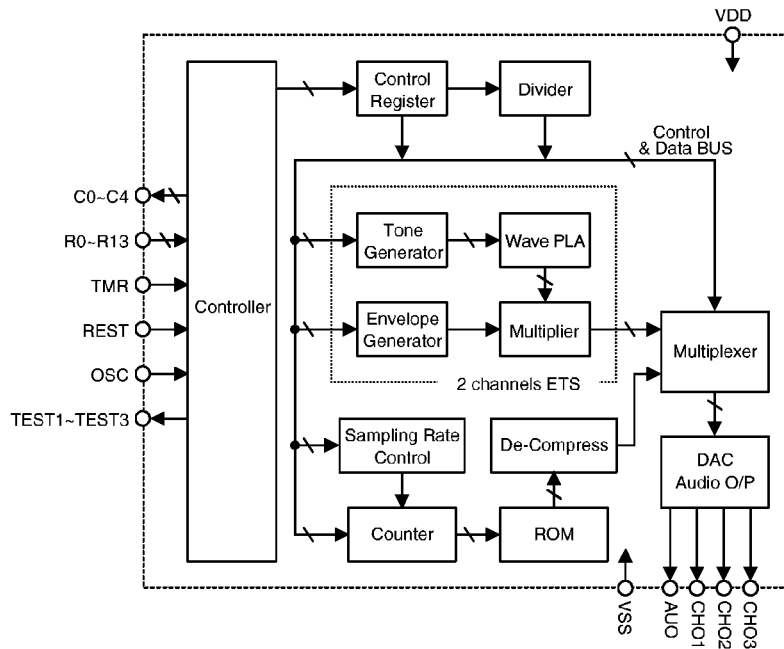 VDD
Control
Register
Divider
Control
& Data BUS
C0~C4
R0~R13
TMR
REST
OSC
TEST1~TEST3
Controller
Tone
Generator
Wave PLA
Envelope
Generator
Multiplier
2 channels ETS
Multiplexer
Sampling Rate
Control
De-Compress
DAC
Audio O/P
Counter
ROM
VSS
AUO
CHO1
CHO2
CHO3